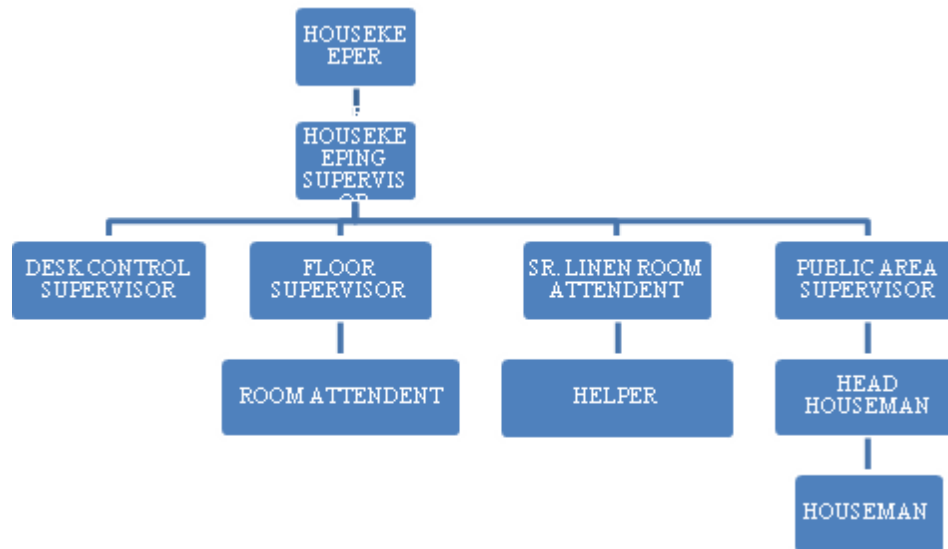 HOUSEKE
EPER
HOUSEKE
EPING
SUPERVIS
OR
DESK CONTROL
SUPERVISOR
FLOOR
SUPERVISOR
SR. LINEN ROOM
ATTENDENT
PUBLIC AREA
SUPERVISOR
ROOM ATTENDENT
HELPER
HEAD
HOUSEMAN
HOUSEMAN